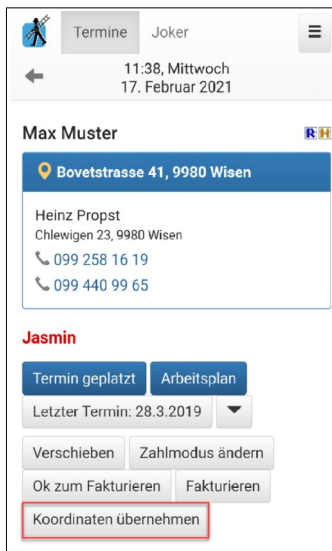 Termine Joker
11:38, Mittwoch
17. Februar 2021
Max Muster R H
Bovetstrasse 41, 9980 Wisen
Heinz Propst
Chlewigen 23, 9980 Wisen
099 258 16 19
099 440 99 65
Jasmin
Termin geplatzt Arbeitsplan
Letzter Termin: 28.3.2019
Verschieben Zahlmodus ändern
Ok zum Fakturieren Fakturieren
Koordinaten übernehmen